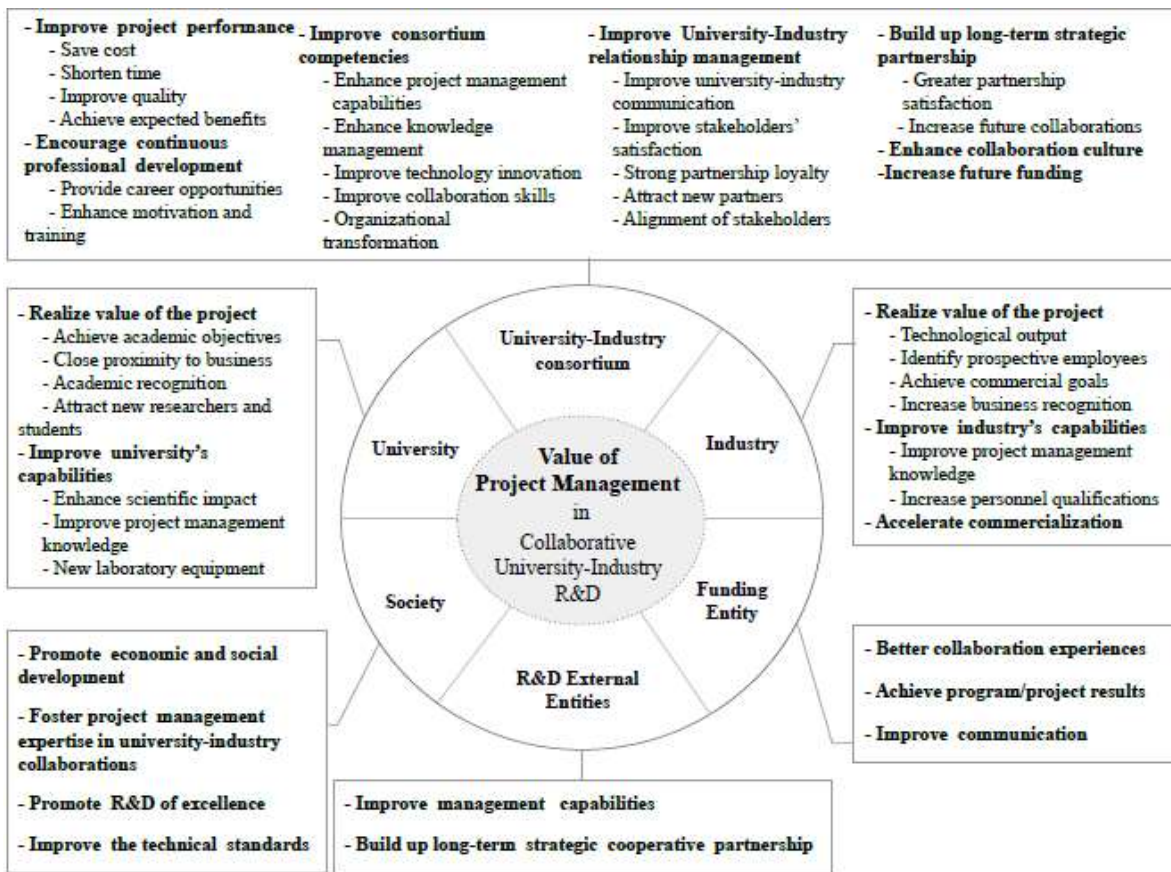 - Improve project performance
- Save cost
- Shorten time
- Improve quality
- Achieve expected benefits
- Encourage continuous
professional development
- Provide career opportunities
- Enhance motivation and
training
- Improve consortium
competencies
- Enhance project management
capabilities
- Enhance knowledge
management
- Improve technology innovation
- Improve collaboration skills
- Organizational
transformation
- Improve University-Industry
relationship management
- Improve university-industry
communication
- Improve stakeholders'
satisfaction
- Strong partnership loyalty
- Attract new partners
- Alignment of stakeholders
- Build up long-term strategic
partnership
- Greater partnership
satisfaction
- Increase future collaborations
- Enhance collaboration culture
-Increase future funding
- Realize value of the project
- Achieve academic objectives
- Close proximity to business
- Academic recognition
- Attract new researchers and
students
- Improve university's
capabilities
- Enhance scientific impact
- Improve project management
knowledge
- New laboratory equipment
University-Industry
consortium
University
Industry
Value of
Project Management
in
Collaborative
University-Industry
R&D
Society
Funding
Entity
R&D External
Entities
- Realize value of the project
- Technological output
- Identify prospective employees
- Achieve commercial goals
- Increase business recognition
- Improve industry's capabilities
- Improve project management
knowledge
- Increase personnel qualifications
- Accelerate commercialization
- Promote economic and social
development
- Foster project management
expertise in university-industry
collaborations
- Promote R&D of excellence
- Improve the technical standards
- Improve management capabilities
- Build up long-term strategic cooperative partnership
- Better collaboration experiences
- Achieve program/project results
- Improve communication